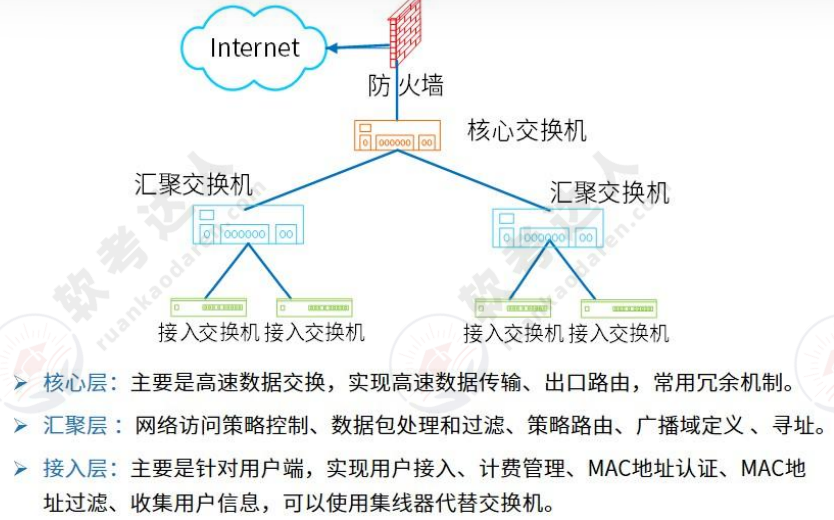 Internet
防火墙
核心交换机
汇聚交换机
汇聚交换机
接入交换机 接入交换机
接入交换机 接入交换机
软考达人
ruankaodaren.com
软考达人
ruankaodaren.com
➢ 核心层：主要是高速数据交换，实现高速数据传输、出口路由，常用冗余机制。
➢ 汇聚层 ：网络访问策略控制、数据包处理和过滤、策略路由、广播域定义 、寻址。
➢ 接入层：主要是针对用户端，实现用户接入、计费管理、MAC地址认证、MAC地
址过滤、收集用户信息，可以使用集线器代替交换机。